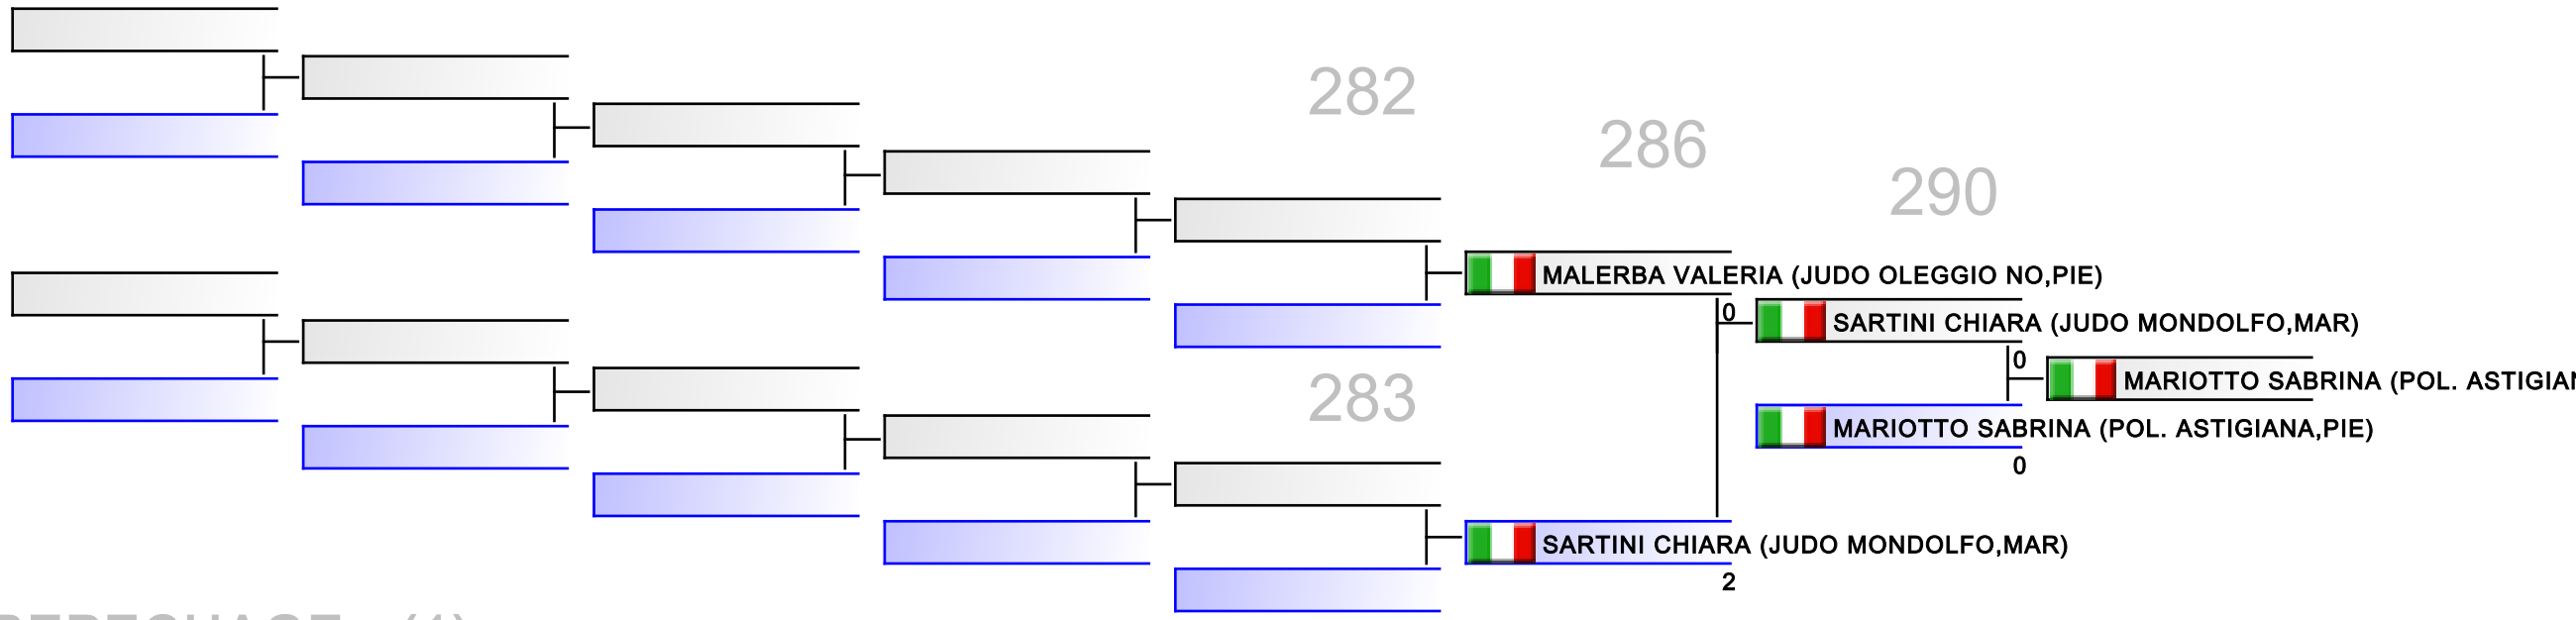 282
286
290
MALERBA VALERIA (JUDO OLEGGIO NO,PIE)
0
SARTINI CHIARA (JUDO MONDOLFO,MAR)
0
MARIOTTO SABRINA (POL.
283
MARIOTTO SABRINA (POL. ASTIGIANA,PIE)
0
SARTINI CHIARA (JUDO MONDOLFO,MAR)
2
(1)